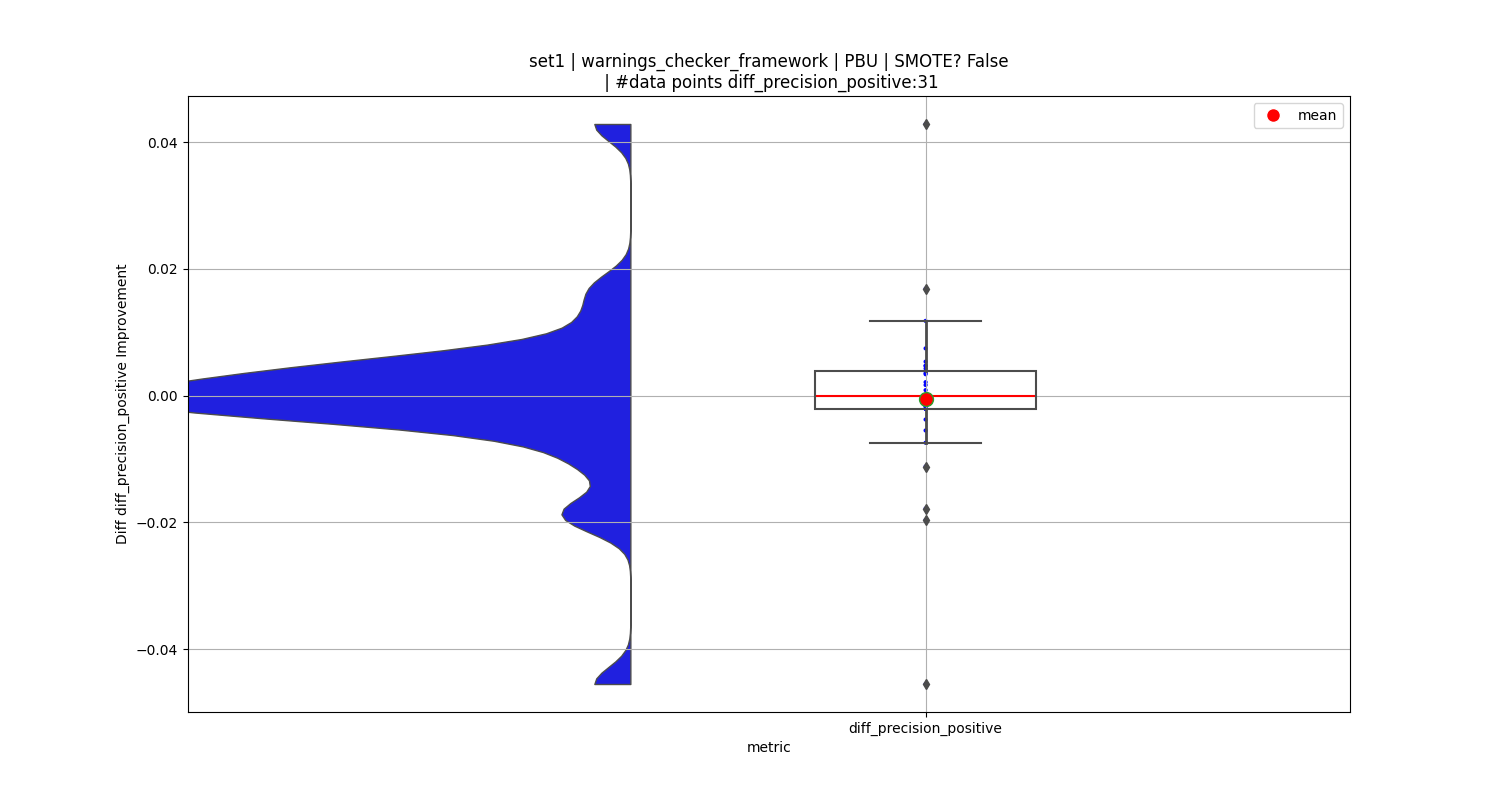 set1 | warnings_checker_framework | PBU | SMOTE? False
| #data points diff_precision_positive:31
mean
0.04
0.02
0.00
−0.02
−0.04
Diff diff_precision_positive Improvement
diff_precision_positive
metric